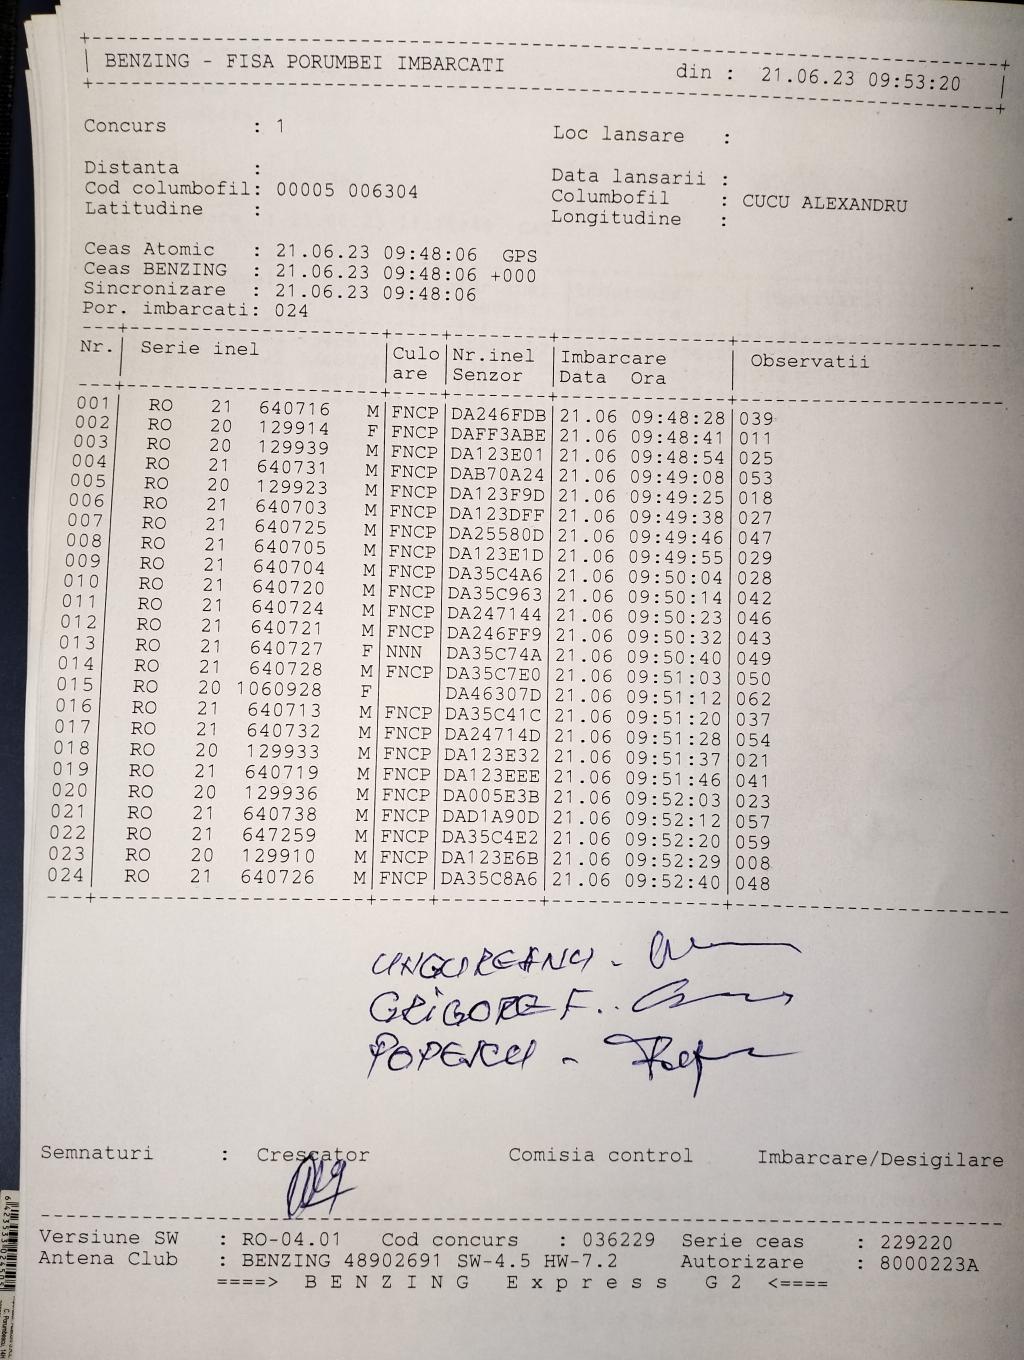 BENZING - FISA PORUMBEI IMBARCATI din : 21.06.23 09:53:20
Concurs : 1 Loc lansare :
Distanta : Data lansarii :
Cod columbofil: 00005 006304 Columbofil : CUCU ALEXANDRU
Latitudine : Longitudine :
Ceas Atomic : 21.06.23 09:48:06 GPS
Ceas BENZING : 21.06.23 09:48:06 +000
Sincronizare : 21.06.23 09:48:06
Por. imbarcati: 024
Nr. Serie inel Culo Nr.inel Imbarcare Observatii
are Senzor Data Ora
001 RO 21 640716 M FNCP DA246FDB 21.06 09:48:28 039
002 RO 20 129914 F FNCP DAFF3ABE 21.06 09:48:41 011
003 RO 20 129939 M FNCP DA123E01 21.06 09:48:54 025
004 RO 21 640731 M FNCP DAB70A24 21.06 09:49:08 053
005 RO 20 129923 M FNCP DA123F9D 21.06 09:49:25 018
006 RO 21 640703 M FNCP DA123DFF 21.06 09:49:38 027
007 RO 21 640725 M FNCP DA25580D 21.06 09:49:46 047
008 RO 21 640705 M FNCP DA123E1D 21.06 09:49:55 029
009 RO 21 640704 M FNCP DA35C4A6 21.06 09:50:04 028
010 RO 21 640720 M FNCP DA35C963 21.06 09:50:14 042
011 RO 21 640724 M FNCP DA247144 21.06 09:50:23 046
012 RO 21 640721 M FNCP DA246FF9 21.06 09:50:32 043
013 RO 21 640727 F NNN DA35C74A 21.06 09:50:40 049
014 RO 21 640728 M FNCP DA35C7E0 21.06 09:51:03 050
015 RO 20 1060928 F DA46307D 21.06 09:51:12 062
016 RO 21 640713 M FNCP DA35C41C 21.06 09:51:20 037
017 RO 21 640732 M FNCP DA24714D 21.06 09:51:28 054
018 RO 20 129933 M FNCP DA123E32 21.06 09:51:37 021
019 RO 21 640719 M FNCP DA123EEE 21.06 09:51:46 041
020 RO 20 129936 M FNCP DA005E3B 21.06 09:52:03 023
021 RO 21 640738 M FNCP DAD1A90D 21.06 09:52:12 057
022 RO 21 647259 M FNCP DA35C4E2 21.06 09:52:20 059
023 RO 20 129910 M FNCP DA123E6B 21.06 09:52:29 008
024 RO 21 640726 M FNCP DA35C8A6 21.06 09:52:40 048
UNGUREANU -
GRIGORE F. .
POPESCU -
Semnaturi : Crescator Comisia control Imbarcare/Desigilare
Versiune SW : RO-04.01 Cod concurs : 036229 Serie ceas : 229220
Antena Club : BENZING 48902691 SW-4.5 HW-7.2 Autorizare : 8000223A
====> B E N Z I N G E x p r e s s G 2 <====